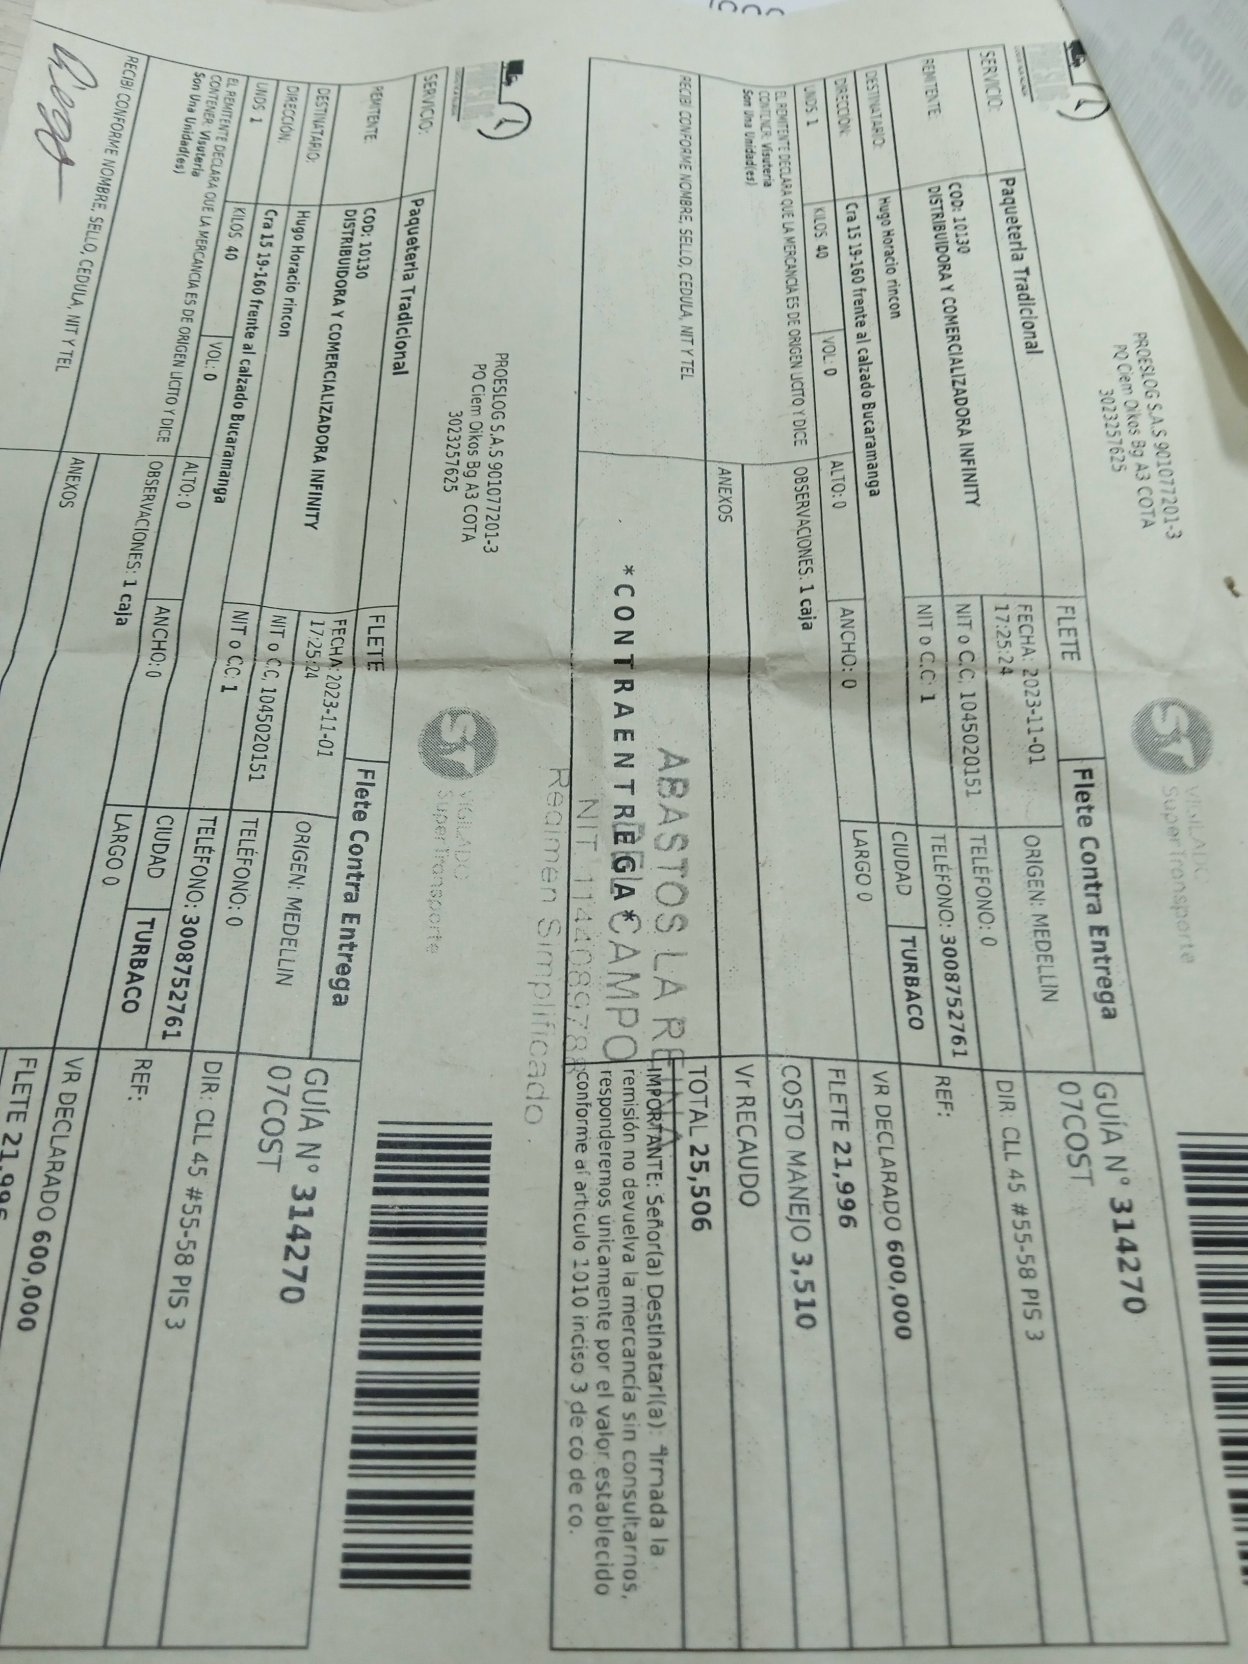 PROESLOG S.A.S 901077201-3
PQ Ciem Oikos Bg A3 COTA
3023257625
VIGILADO
SuperTransporte
GUÍA N° 314270
07COST
SERVICIO:
Paqueteria Tradicional
FLETE
Flete Contra Entrega
FECHA: 2023-11-01
17:25:24
ORIGEN: MEDELLIN
DIR: CLL 45 #55-58 PIS 3
REMITENTE:
COD: 10130
DISTRIBUIDORA Y COMERCIALIZADORA INFINITY
NIT o C.C, 1045020151
TELÉFONO: 0
DESTINATARIO:
Hugo Horacio rincon
NIT o C.C: 1
TELÉFONO: 3008752761
REF:
DIRECCION:
Cra 15 19-160 frente al calzado Bucaramanga
CIUDAD
TURBACO
VR DECLARADO 600,000
UNDS 1
KILOS 40
VOL: 0
ALTO: 0
ANCHO: 0
LARGO 0
FLETE 21,996
EL REMITENTE DECLARA QUE LA MERCANCIA ES DE ORIGEN LICITO Y DICE
CONTENER: Visuteria
Son Una Unidad(es)
OBSERVACIONES: 1 caja
COSTO MANEJO 3,510
Vr RECAUDO
RECIBI CONFORME NOMBRE, SELLO, CEDULA, NIT Y TEL
ANEXOS
TOTAL 25,506
*CONTRAENTREGA*
ABASTOS LA REINA
DEL CAMPO
Regimen Simplificado.
IMPORTANTE: Señor(a) Destinatari(a): firmada la
remisión no devuelva la mercancía sin consultarnos,
responderemos únicamente por el valor establecido
conforme al articulo 1010 inciso 3 de co de co.
PROESLOG S.A.S 901077201-3
PQ Ciem Oikos Bg A3 COTA
3023257625
VIGILADO
SuperTransporte
GUÍA N° 314270
07COST
SERVICIO:
Paqueteria Tradicional
FLETE
Flete Contra Entrega
FECHA: 2023-11-01
17:25:24
ORIGEN: MEDELLIN
DIR: CLL 45 #55-58 PIS 3
REMITENTE:
COD: 10130
DISTRIBUIDORA Y COMERCIALIZADORA INFINITY
NIT o C.C, 1045020151
TELÉFONO: 0
DESTINATARIO:
Hugo Horacio rincon
NIT o C.C: 1
TELÉFONO: 3008752761
REF:
DIRECCIÓN:
Cra 15 19-160 frente al calzado Bucaramanga
CIUDAD
TURBACO
VR DECLARADO 600,000
UNDS 1
KILOS 40
VOL: 0
ALTO: 0
ANCHO: 0
LARGO 0
FLETE 21,996
EL REMITENTE DECLARA QUE LA MERCANCIA ES DE ORIGEN LICITO Y DICE
CONTENER: Visuteria
Son Una Unidad(es)
OBSERVACIONES: 1 caja
RECIBI CONFORME NOMBRE, SELLO, CEDULA, NIT Y TEL
ANEXOS